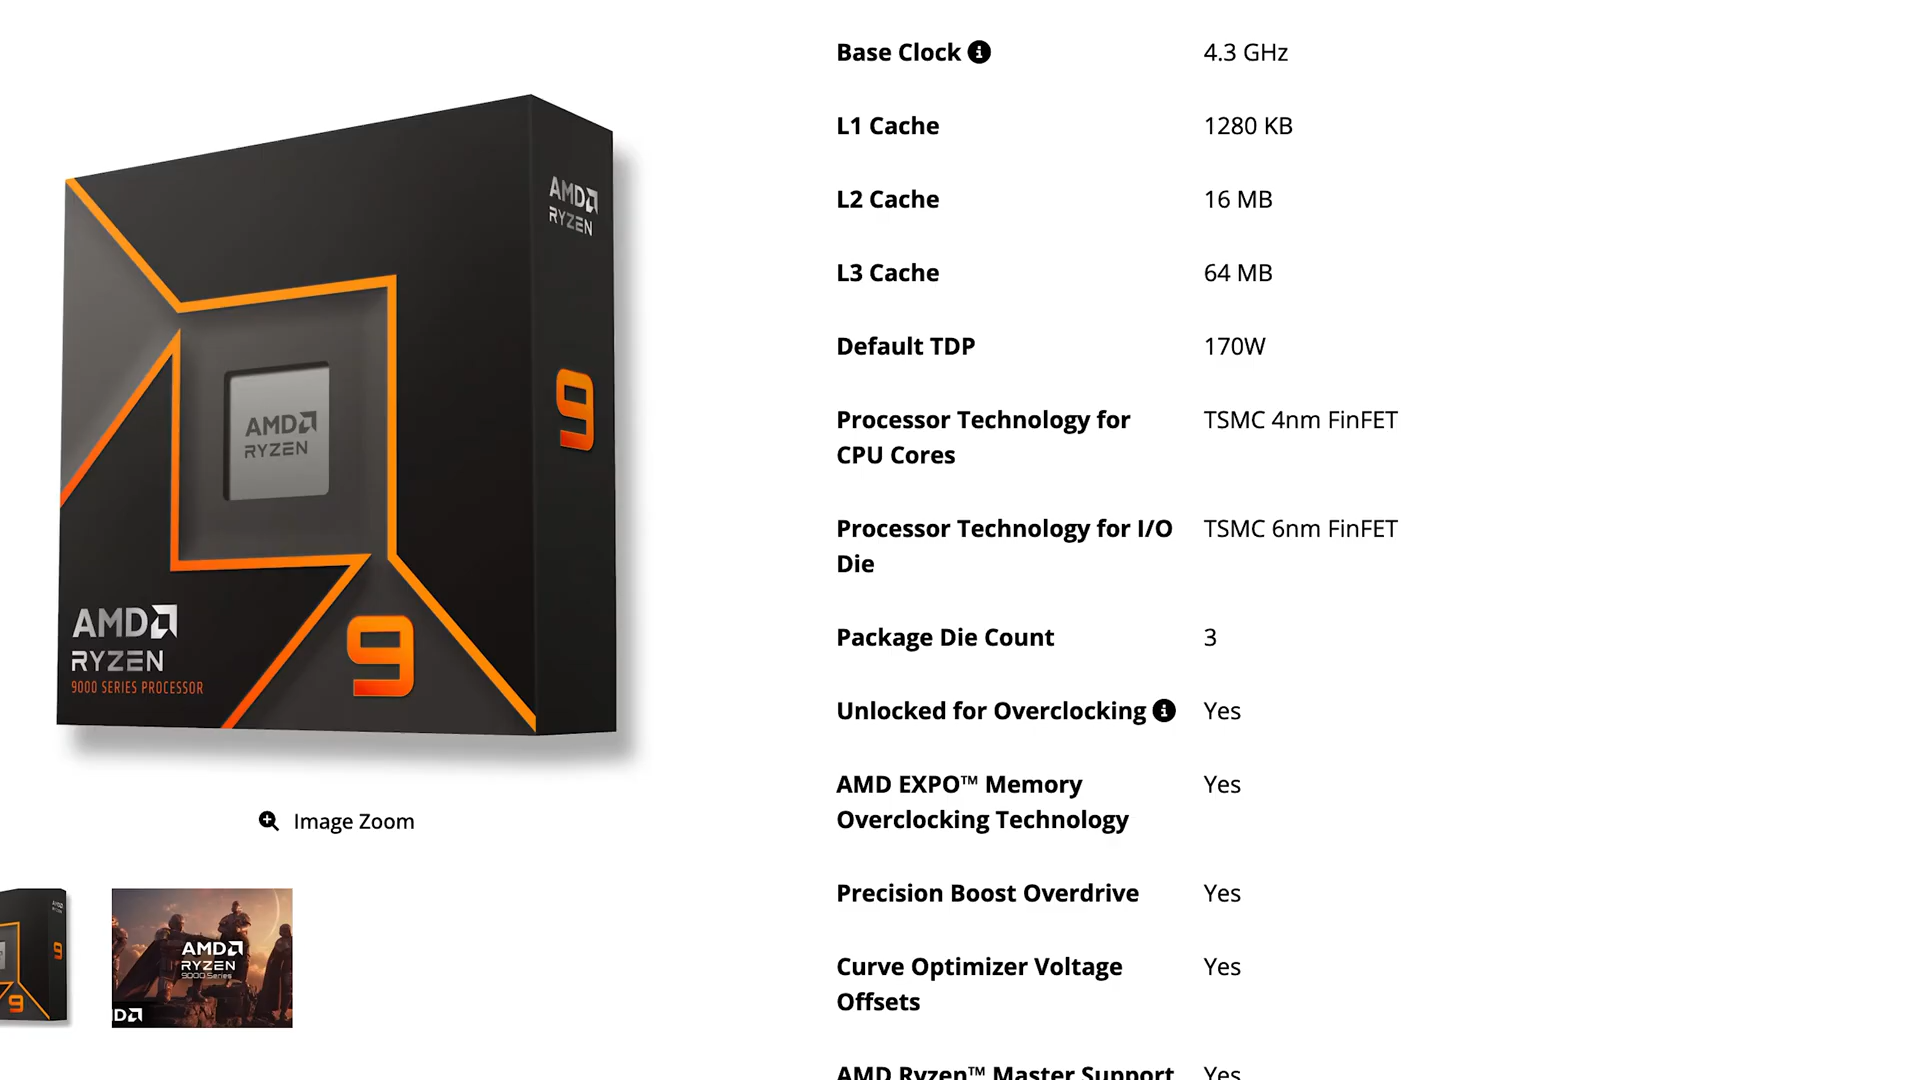 Base Clock 4.3 GHz
L1 Cache 1280 KB
L2 Cache 16 MB
L3 Cache 64 MB
Default TDP 170W
Processor Technology for CPU Cores TSMC 4nm FinFET
Processor Technology for I/O Die TSMC 6nm FinFET
Package Die Count 3
Unlocked for Overclocking Yes
AMD EXPO™ Memory Overclocking Technology Yes
Precision Boost Overdrive Yes
Curve Optimizer Voltage Offsets Yes
AMD Ryzen™ Master Support Yes
AMD
RYZEN
9
AMD
RYZEN
AMD
RYZEN
9000 SERIES PROCESSOR
9
Image Zoom
9
9
AMD
RYZEN
9000 Series